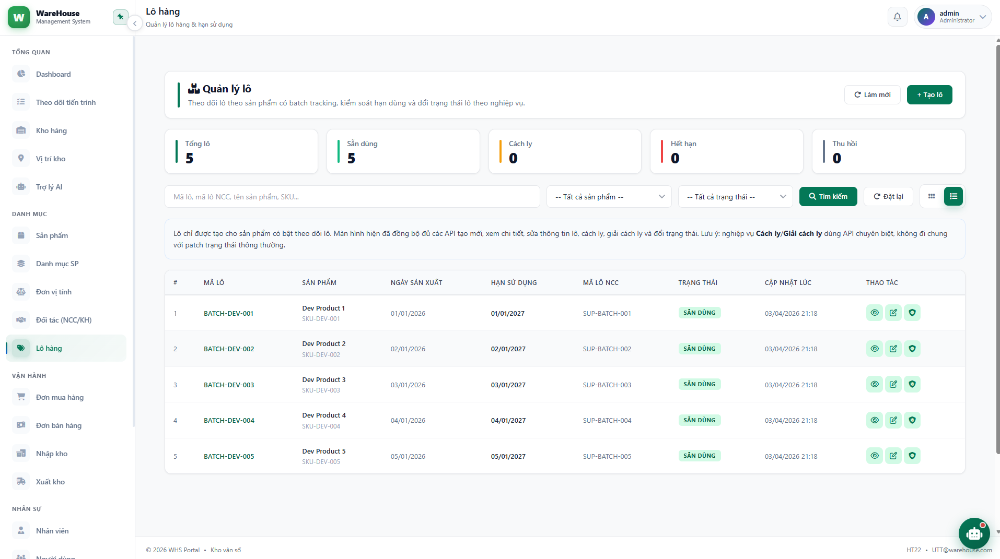 W
WareHouse
Management System
TỔNG QUAN
Dashboard
Theo dõi tiến trình
Kho hàng
Vị trí kho
Trợ lý AI
DANH MỤC
Sản phẩm
Danh mục SP
Đơn vị tính
Đối tác (NCC/KH)
Lô hàng
VẬN HÀNH
Đơn mua hàng
Đơn bán hàng
Nhập kho
Xuất kho
NHÂN SỰ
Nhân viên
Người dùng
Lô hàng
Quản lý lô hàng & hạn sử dụng
A
admin
Administrator
Quản lý lô
Theo dõi lô theo sản phẩm có batch tracking, kiểm soát hạn dùng và đổi trạng thái lô theo nghiệp vụ.
Làm mới
+ Tạo lô
Tổng lô
5
Sẵn dùng
5
Cách ly
0
Hết hạn
0
Thu hồi
0
Mã lô, mã lô NCC, tên sản phẩm, SKU...
-- Tất cả sản phẩm --
-- Tất cả trạng thái --
Tìm kiếm
Đặt lại
Lô chỉ được tạo cho sản phẩm có bật theo dõi lô. Màn hình hiện đã đồng bộ đủ các API tạo mới, xem chi tiết, sửa thông tin lô, cách ly, giải cách ly và đổi trạng thái. Lưu ý: nghiệp vụ Cách ly/Giải cách ly dùng API chuyên biệt, không đi chung
với patch trạng thái thông thường.
# MÃ LÔ SẢN PHẨM NGÀY SẢN XUẤT HẠN SỬ DỤNG MÃ LÔ NCC TRẠNG THÁI CẬP NHẬT LÚC THAO TÁC
1 BATCH-DEV-001 Dev Product 1 01/01/2026 01/01/2027 SUP-BATCH-001 SẴN DÙNG 03/04/2026 21:18
SKU-DEV-001
2 BATCH-DEV-002 Dev Product 2 02/01/2026 02/01/2027 SUP-BATCH-002 SẴN DÙNG 03/04/2026 21:18
SKU-DEV-002
3 BATCH-DEV-003 Dev Product 3 03/01/2026 03/01/2027 SUP-BATCH-003 SẴN DÙNG 03/04/2026 21:18
SKU-DEV-003
4 BATCH-DEV-004 Dev Product 4 04/01/2026 04/01/2027 SUP-BATCH-004 SẴN DÙNG 03/04/2026 21:18
SKU-DEV-004
5 BATCH-DEV-005 Dev Product 5 05/01/2026 05/01/2027 SUP-BATCH-005 SẴN DÙNG 03/04/2026 21:18
SKU-DEV-005
© 2026 WHS Portal • Kho vận số
HT22 • UTT@warehouse.com